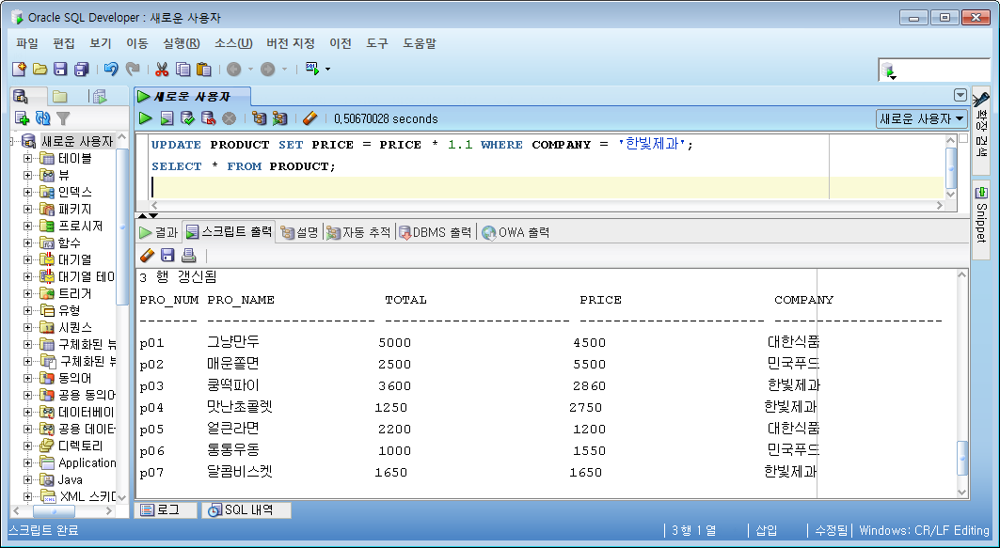 Oracle SQL Developer : 새로운 사용자
파일 편집 보기 이동 실행(R) 소스(U) 버전 지정 이전 도구 도움말
새로운 사용자
0,50670028 seconds
새로운 사용자
새로운 사용자
테이블
뷰
인덱스
패키지
프로시저
함수
대기열
대기열 테이
트리거
유형
시퀀스
구체화된 뷰
구체화된 뷰
동의어
공용 동의어
데이터베이
공용 데이터
디렉토리
Application
Java
XML 스키마
UPDATE PRODUCT SET PRICE = PRICE * 1.1 WHERE COMPANY = '한빛제과';
SELECT * FROM PRODUCT;
결과 스크립트 출력 설명 자동 추적 DBMS 출력 OWA 출력
3 행 갱신됨
PRO_NUM PRO_NAME TOTAL PRICE COMPANY
------- -------------------- ---------------------- ---------------------- --------------------
p01 그냥만두 5000 4500 대한식품
p02 매운쫄면 2500 5500 민국푸드
p03 쿵떡파이 3600 2860 한빛제과
p04 맛난초콜렛 1250 2750 한빛제과
p05 얼큰라면 2200 1200 대한식품
p06 통통우동 1000 1550 민국푸드
p07 달콤비스켓 1650 1650 한빛제과
로그 SQL 내역
확장 검색
Snippet
스크립트 완료 3 행 1 열 삽입 수정됨 Windows: CR/LF Editing